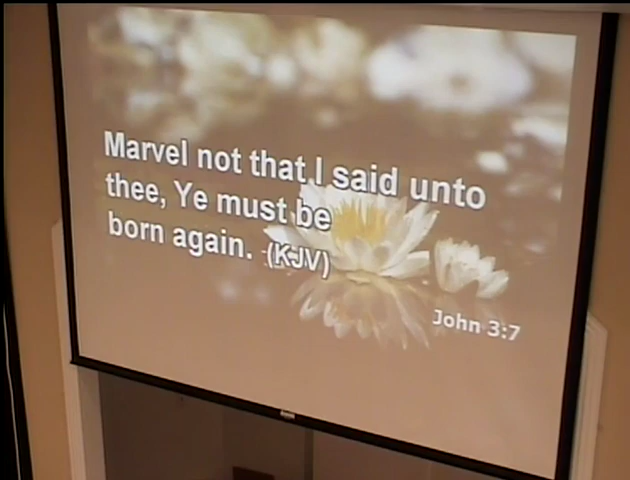 Marvel not that I said unto
thee, Ye must be
born again. (KJV)
John 3:7